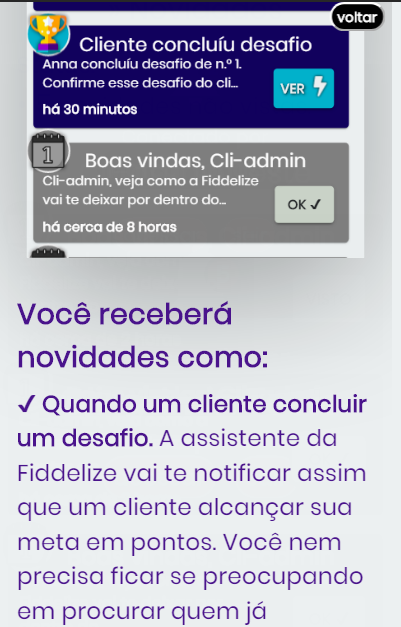 voltar
Cliente concluíu desafio
Anna concluíu desafio de n.º 1.
Confirme esse desafio do cli...
VER
há 30 minutos
1
Boas vindas, Cli-admin
Cli-admin, veja como a Fiddelize
vai te deixar por dentro do...
OK ✓
há cerca de 8 horas
Você receberá
novidades como:
✓ Quando um cliente concluir
um desafio. A assistente da
Fiddelize vai te notificar assim
que um cliente alcançar sua
meta em pontos. Você nem
precisa ficar se preocupando
em procurar quem já